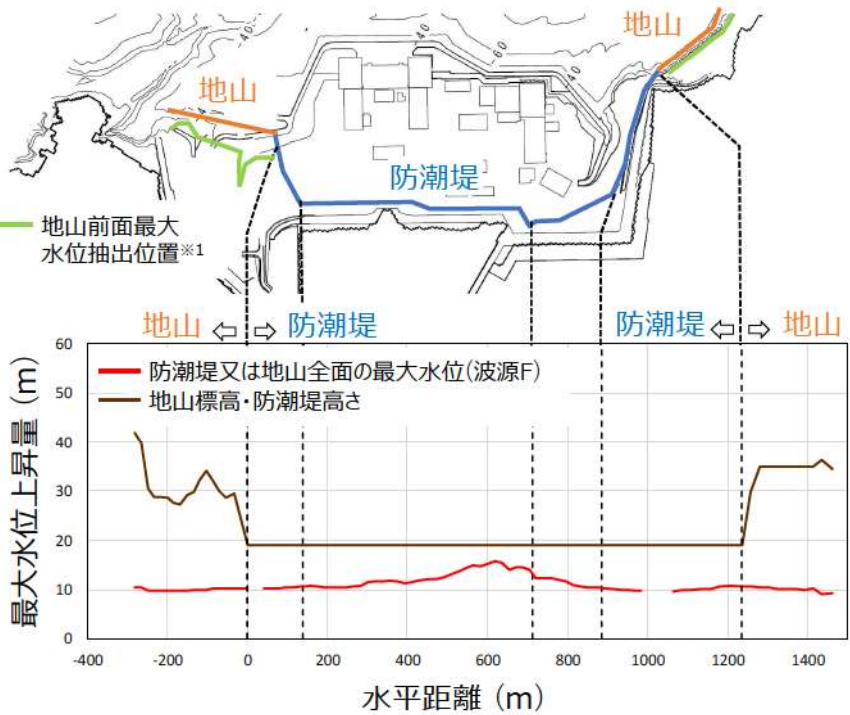 地山
-40
40
60
40
地山
防潮堤
地山前面最大
水位抽出位置※1
地山 ⇦ ⇨ 防潮堤
防潮堤 ⇦ ⇨ 地山
最大水位上昇量 (m)
60
50
40
30
20
10
0
防潮堤又は地山全面の最大水位(波源F)
地山標高・防潮堤高さ
-400 -200 0 200 400 600 800 1000 1200 1400
水平距離 (m)